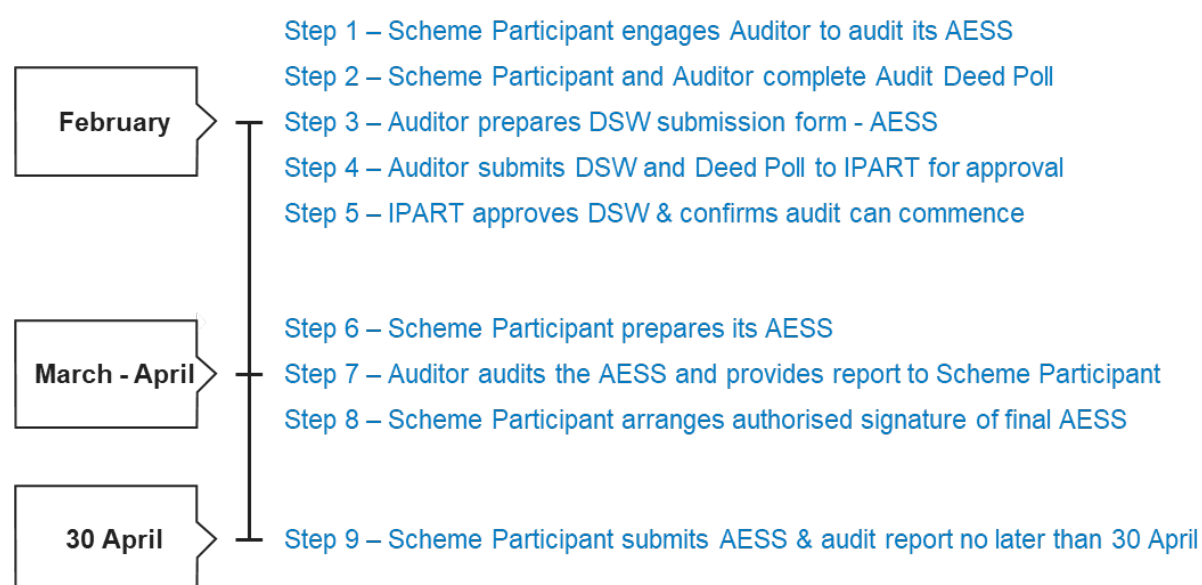 Step 1 – Scheme Participant engages Auditor to audit its AESS
Step 2 – Scheme Participant and Auditor complete Audit Deed Poll
February
Step 3 – Auditor prepares DSW submission form - AESS
Step 4 – Auditor submits DSW and Deed Poll to IPART for approval
Step 5 – IPART approves DSW & confirms audit can commence
Step 6 – Scheme Participant prepares its AESS
March - April
Step 7 – Auditor audits the AESS and provides report to Scheme Participant
Step 8 – Scheme Participant arranges authorised signature of final AESS
30 April
Step 9 – Scheme Participant submits AESS & audit report no later than 30 April